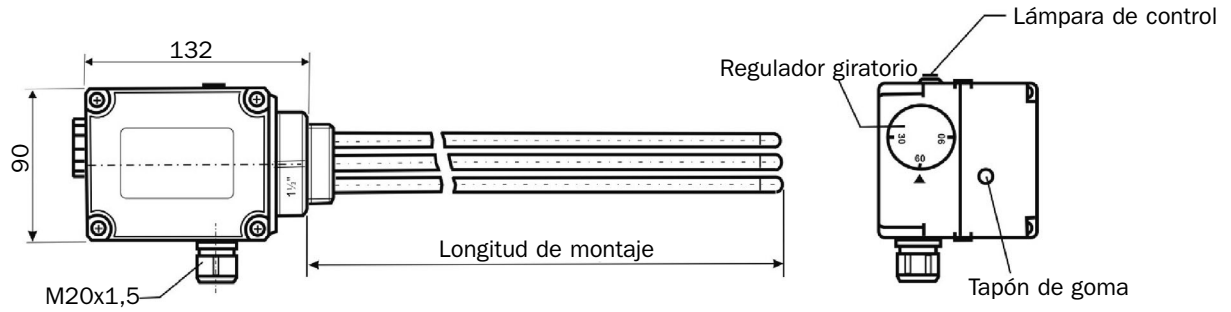 Lámpara de control
132
Regulador giratorio
90
1½"
30
90
60
Longitud de montaje
M20x1,5
Tapón de goma